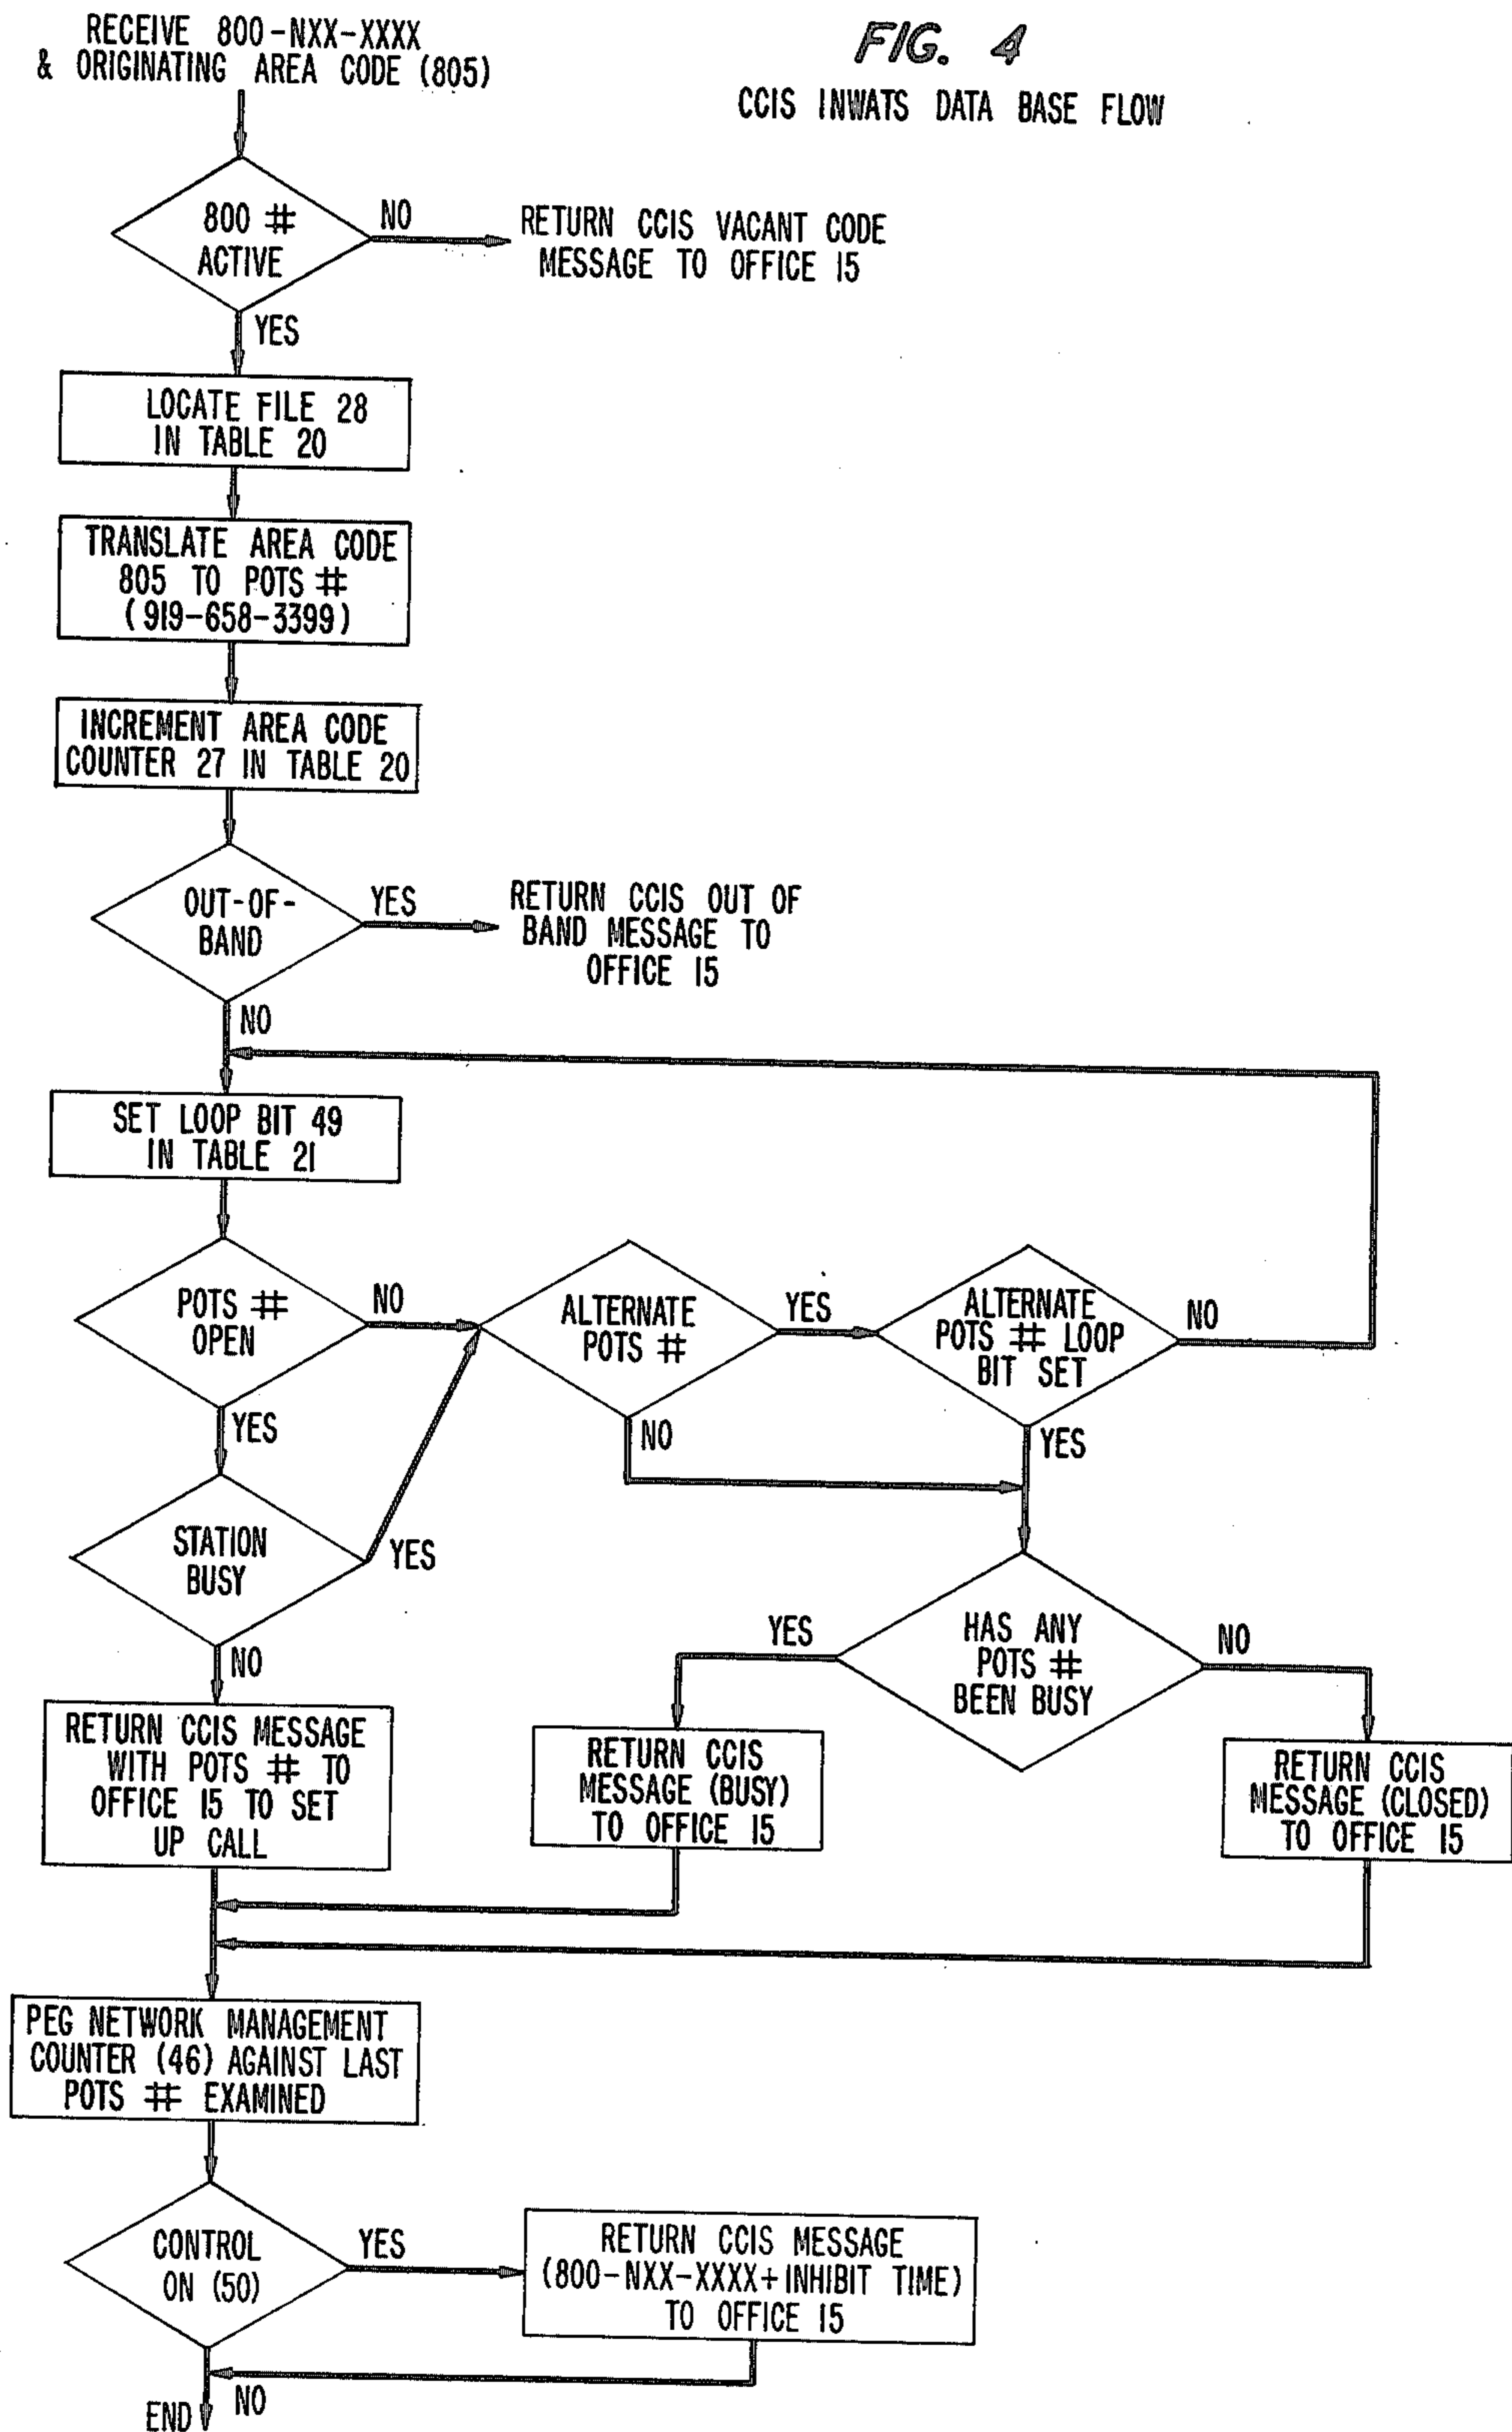 RECEIVE 800-NXX-XXXX
& ORIGINATING AREA CODE (805)
FIG. 4
CCIS INWATS DATA BASE FLOW
800 #
ACTIVE
NO
RETURN CCIS VACANT CODE
MESSAGE TO OFFICE 15
YES
LOCATE FILE 28
IN TABLE 20
TRANSLATE AREA CODE
805 TO POTS #
(919-658-3399)
INCREMENT AREA CODE
COUNTER 27 IN TABLE 20
OUT-OF-
BAND
YES
RETURN CCIS OUT OF
BAND MESSAGE TO
OFFICE 15
NO
SET LOOP BIT 49
IN TABLE 21
POTS #
OPEN
NO
ALTERNATE
POTS #
YES
ALTERNATE
POTS # LOOP
BIT SET
NO
YES
NO
YES
STATION
BUSY
YES
NO
HAS ANY
POTS #
BEEN BUSY
YES
NO
RETURN CCIS MESSAGE
WITH POTS # TO
OFFICE 15 TO SET
UP CALL
RETURN CCIS
MESSAGE (BUSY)
TO OFFICE 15
RETURN CCIS
MESSAGE (CLOSED)
TO OFFICE 15
PEG NETWORK MANAGEMENT
COUNTER (46) AGAINST LAST
POTS # EXAMINED
CONTROL
ON (50)
YES
RETURN CCIS MESSAGE
(800-NXX-XXXX+INHIBIT TIME)
TO OFFICE 15
NO
END